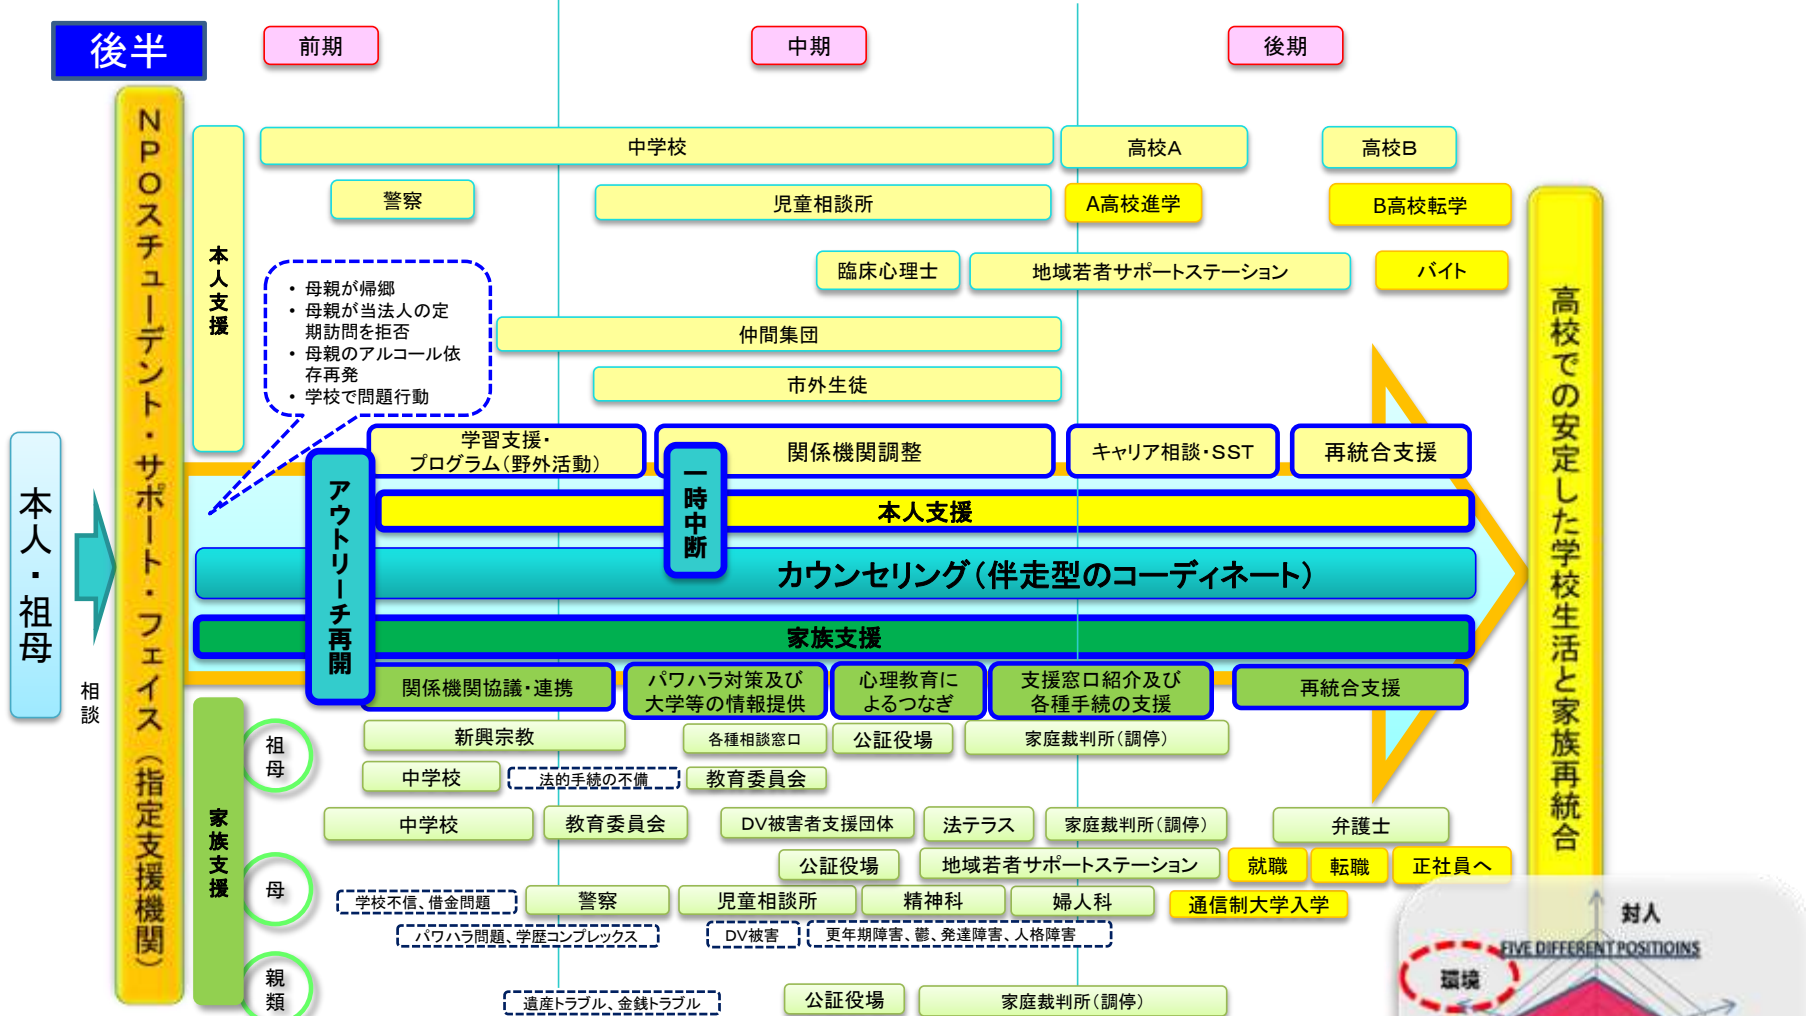 後半
前期
中期
後期
NPOスチューデント・サポート・フェイス（指定支援機関）
本人・祖母
相談
本人支援
中学校
高校A
高校B
警察
児童相談所
A高校進学
B高校転学
臨床心理士
地域若者サポートステーション
バイト
・ 母親が帰郷
・ 母親が当法人の定
期訪問を拒否
・ 母親のアルコール依
存再発
・ 学校で問題行動
仲間集団
市外生徒
学習支援・
プログラム（野外活動）
関係機関調整
キャリア相談・SST
再統合支援
アウトリーチ再開
一時中断
本人支援
カウンセリング（伴走型のコーディネート）
家族支援
関係機関協議・連携
パワハラ対策及び
大学等の情報提供
心理教育に
よるつなぎ
支援窓口紹介及び
各種手続の支援
再統合支援
高校での安定した学校生活と家族再統合
家族支援
祖母
新興宗教
各種相談窓口
公証役場
家庭裁判所（調停）
中学校
法的手続の不備
教育委員会
母
中学校
教育委員会
DV被害者支援団体
法テラス
家庭裁判所（調停）
弁護士
公証役場
地域若者サポートステーション
就職
転職
正社員へ
学校不信、借金問題
警察
児童相談所
精神科
婦人科
通信制大学入学
パワハラ問題、学歴コンプレックス
DV被害
更年期障害、鬱、発達障害、人格障害
親類
遺産トラブル、金銭トラブル
公証役場
家庭裁判所（調停）
対人
FIVE DIFFERENT POSITIOINS
環境